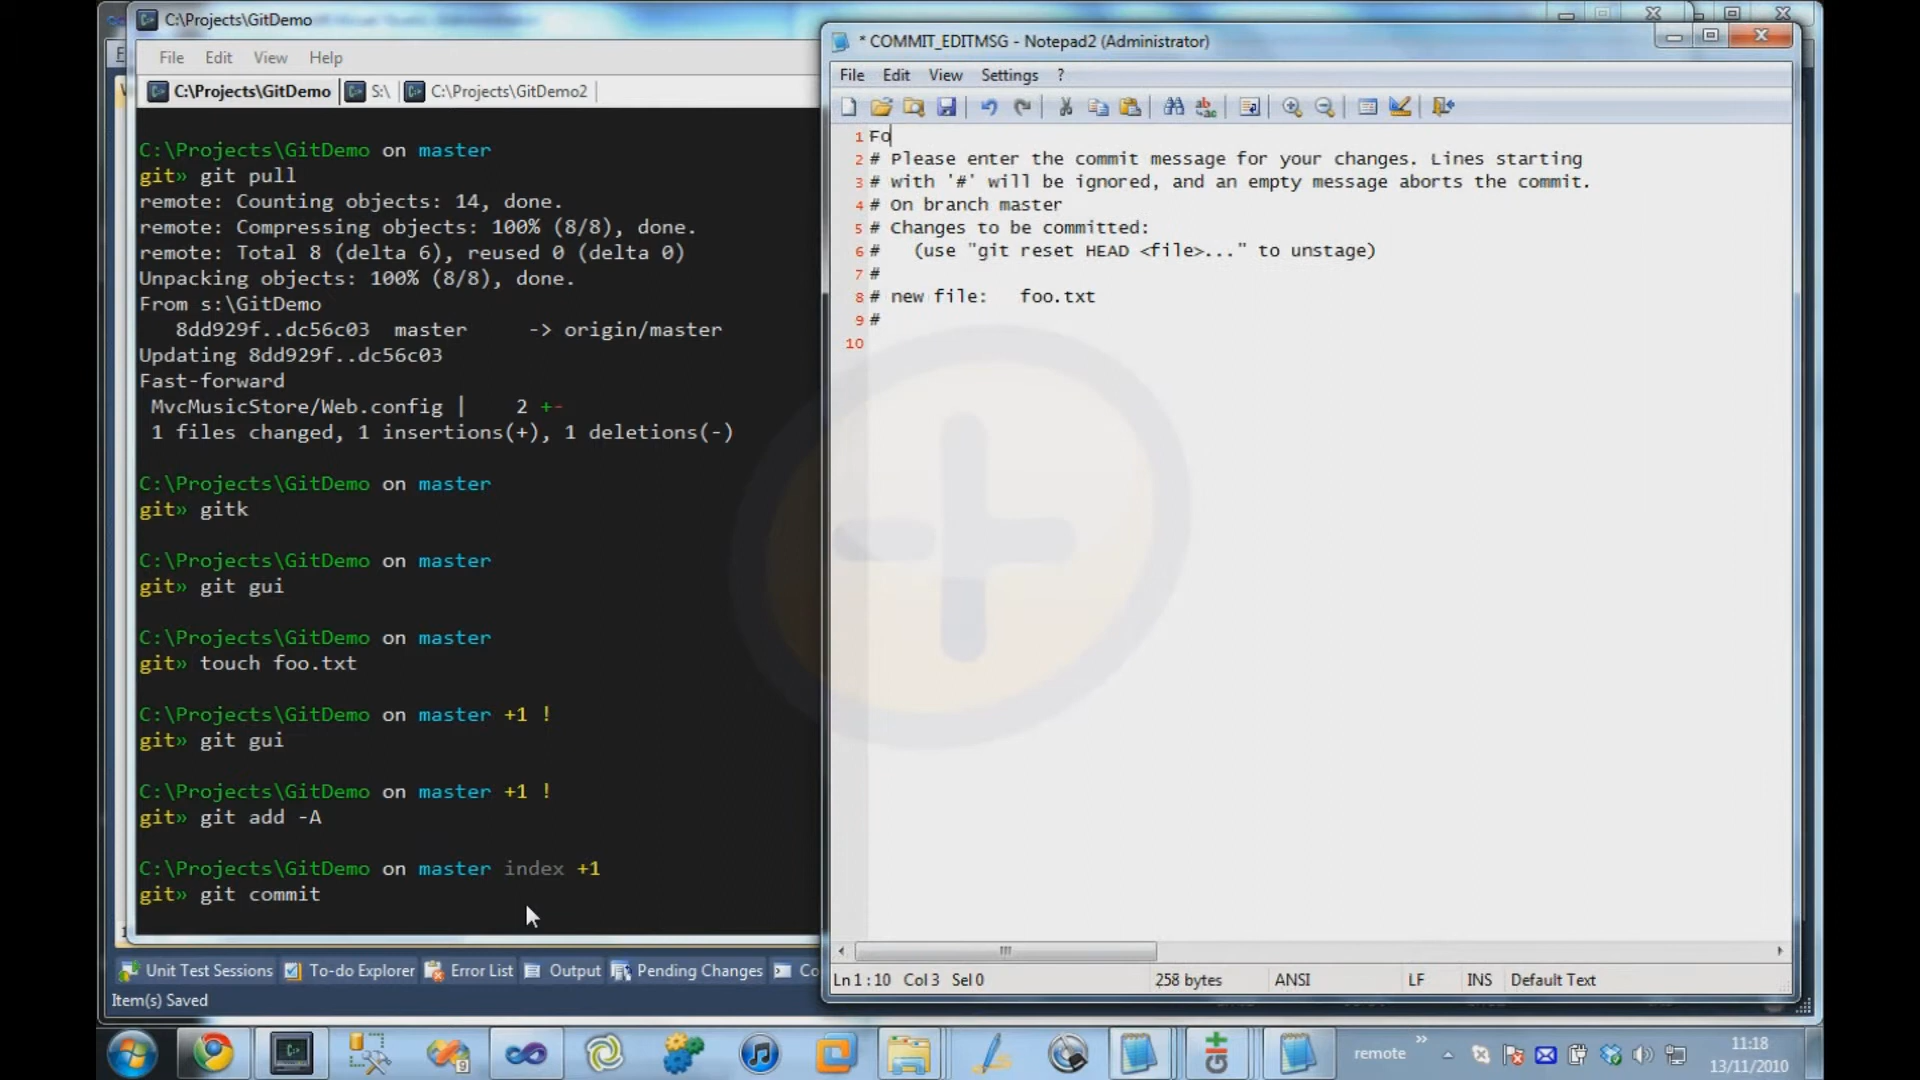 C:\Projects\GitDemo
File Edit View Help
C:\Projects\GitDemo S:\ C:\Projects\GitDemo2
C:\Projects\GitDemo on master
git» git pull
remote: Counting objects: 14, done.
remote: Compressing objects: 100% (8/8), done.
remote: Total 8 (delta 6), reused 0 (delta 0)
Unpacking objects: 100% (8/8), done.
From s:\GitDemo
8dd929f..dc56c03 master -> origin/master
Updating 8dd929f..dc56c03
Fast-forward
MvcMusicStore/Web.config | 2 +-
1 files changed, 1 insertions(+), 1 deletions(-)
C:\Projects\GitDemo on master
git» gitk
C:\Projects\GitDemo on master
git» git gui
C:\Projects\GitDemo on master
git» touch foo.txt
C:\Projects\GitDemo on master +1 !
git» git gui
C:\Projects\GitDemo on master +1 !
git» git add -A
C:\Projects\GitDemo on master index +1
git» git commit
* COMMIT_EDITMSG - Notepad2 (Administrator)
File Edit View Settings ?
1 Fo
2 # Please enter the commit message for your changes. Lines starting
3 # with '#' will be ignored, and an empty message aborts the commit.
4 # On branch master
5 # Changes to be committed:
6 # (use "git reset HEAD <file>..." to unstage)
7 #
8 # new file: foo.txt
9 #
10
Ln 1 : 10 Col 3 Sel 0 258 bytes ANSI LF INS Default Text
Unit Test Sessions To-do Explorer Error List Output Pending Changes Co
Item(s) Saved
remote »
11:18
13/11/2010